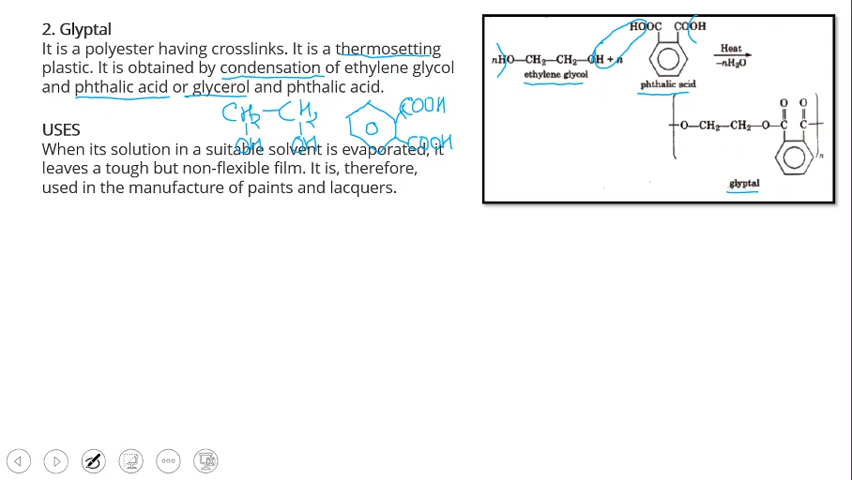 2. Glyptal
It is a polyester having crosslinks. It is a thermosetting
plastic. It is obtained by condensation of ethylene glycol
and phthalic acid or glycerol and phthalic acid.
CH2—CH2
OH OH
COOH
COOH
USES
When its solution in a suitable solvent is evaporated, it
leaves a tough but non-flexible film. It is, therefore,
used in the manufacture of paints and lacquers.
HOOC COOH
nHO—CH2—CH2—OH + n
ethylene glycol
phthalic acid
Heat
—nH2O
O O
O—CH2—CH2—O—C C
n
glyptal